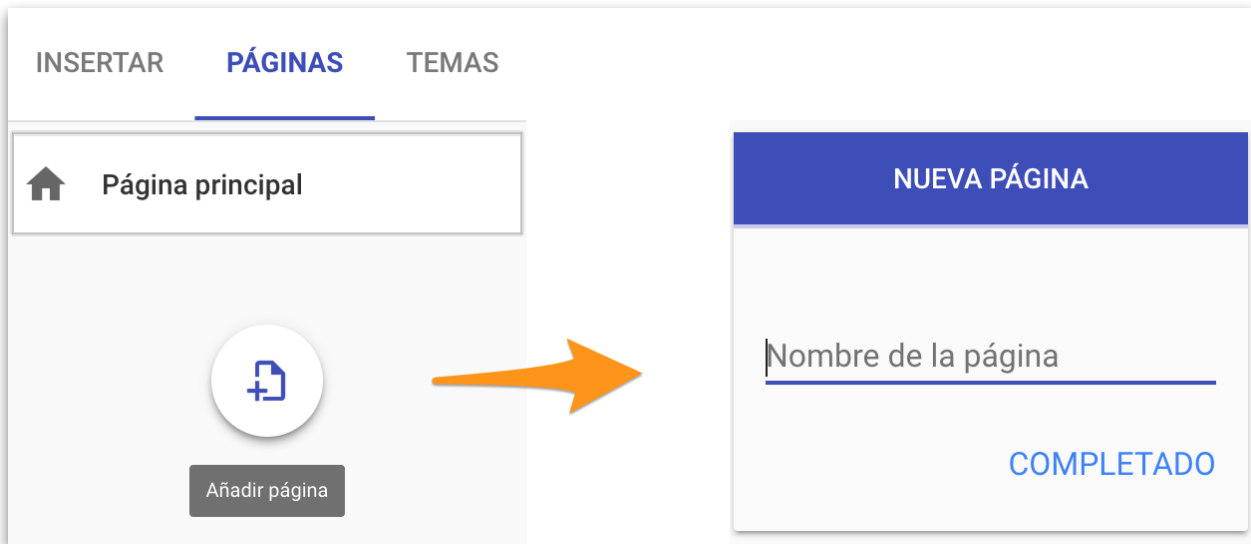 INSERTAR PÁGINAS TEMAS
Página principal
Añadir página
NUEVA PÁGINA
Nombre de la página
COMPLETADO